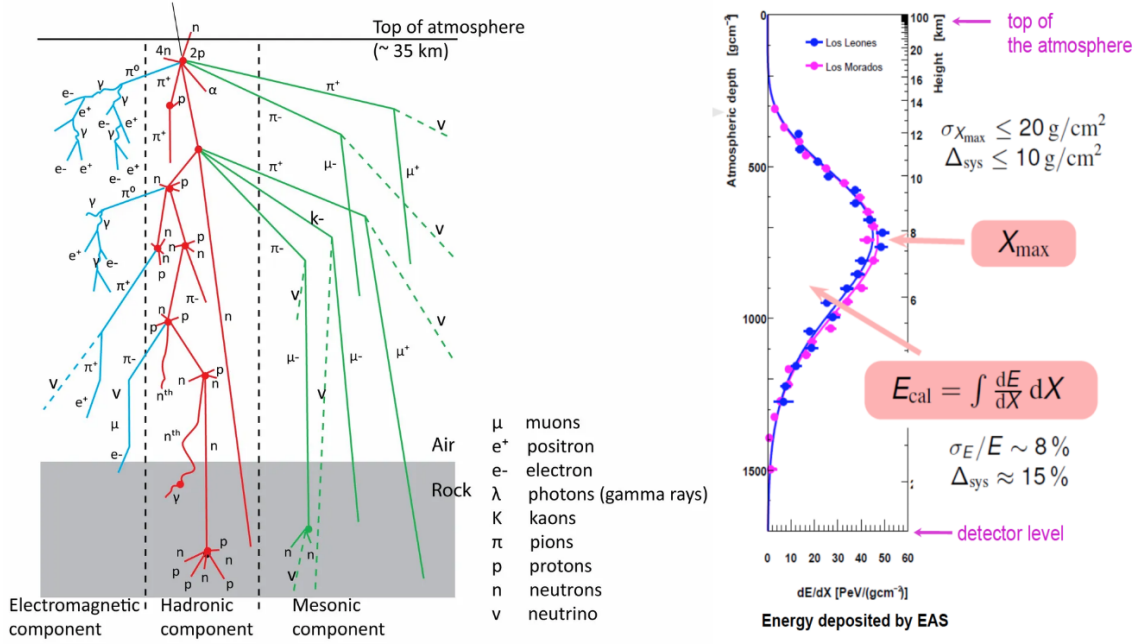 n
Top of atmosphere
(~ 35 km)
4n
2p
π⁰
π⁺
α
π⁺
γ
e-
e⁺
γ
γ
e⁺
e-
γ
e-
e⁺
e-
e⁺
p
π⁺
π-
ν
μ-
μ⁺
n
p
π⁰
π⁺
k-
γ
γ
e⁺
e-
γ
n
n
p
n
n
p
π-
ν
π⁺
π-
n
n
p
p
π-
μ-
μ-
μ⁺
ν
π⁺
ν
e⁺
n
p
n
nᵗʰ
ν
ν
μ
nᵗʰ
n
e-
Air
Rock
γ
n
p
n
p
n
p
p
n
n
ν
Electromagnetic
component
Hadronic
component
Mesonic
component
μ muons
e⁺ positron
e- electron
λ photons (gamma rays)
K kaons
π pions
p protons
n neutrons
ν neutrino
Atmospheric depth [gcm⁻²]
0
500
1000
1500
Los Leones
Los Morados
Height [km]
100
20
16
14
12
10
8
6
4
2
top of
the atmosphere
σXmax ≤ 20 g/cm²
Δsys ≤ 10 g/cm²
Xmax
Ecal = ∫ dE/dX dX
σE/E ~ 8 %
Δsys ≈ 15 %
detector level
0 10 20 30 40 50 60
dE/dX [PeV/(gcm⁻²)]
Energy deposited by EAS